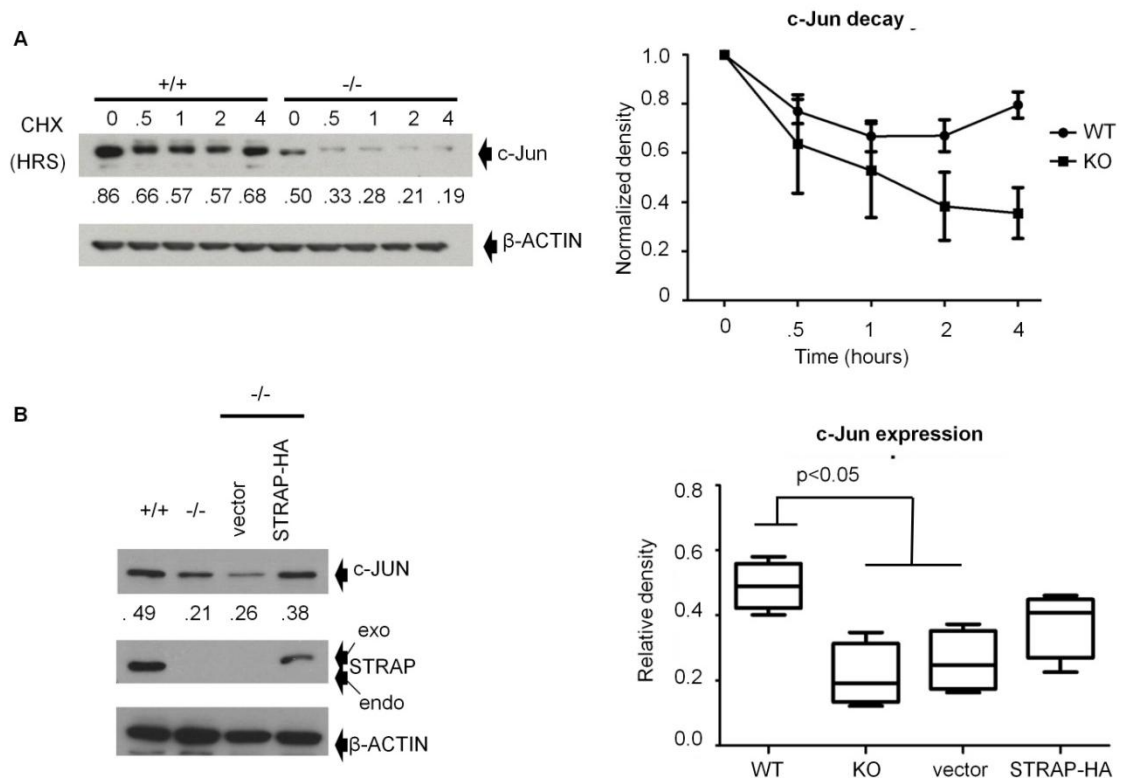 A
+/+ -/-
CHX 0 .5 1 2 4 0 .5 1 2 4
(HRS) c-Jun
.86 .66 .57 .57 .68 .50 .33 .28 .21 .19
β-ACTIN
c-Jun decay
Normalized density
1.0
0.8
0.6
0.4
0.2
0
0 .5 1 2 4
Time (hours)
WT
KO
B
-/-
+/+ -/- vector STRAP-HA
c-JUN
.49 .21 .26 .38
exo
STRAP
endo
β-ACTIN
c-Jun expression
p<0.05
Relative density
0.8
0.6
0.4
0.2
0.0
WT KO vector STRAP-HA